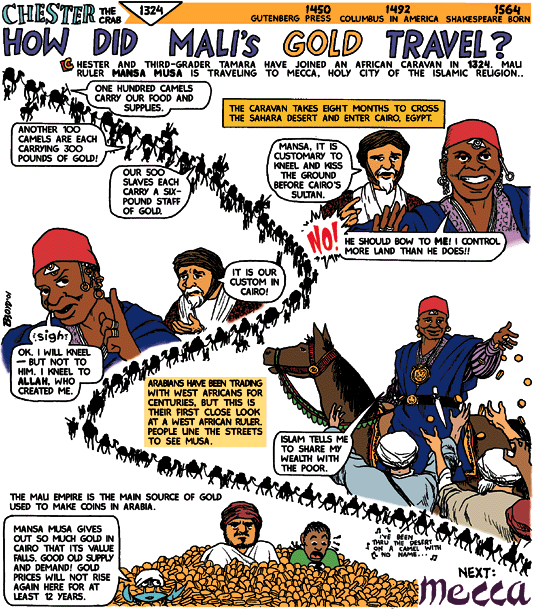 CHESTER THE CRAB
1324
1450
GUTENBERG PRESS
1492
COLUMBUS IN AMERICA
1564
SHAKESPEARE BORN
HOW DID MALI'S GOLD TRAVEL?
CHESTER AND THIRD-GRADER TAMARA HAVE JOINED AN AFRICAN CARAVAN IN 1324. MALI
RULER MANSA MUSA IS TRAVELING TO MECCA, HOLY CITY OF THE ISLAMIC RELIGION..
ONE HUNDRED CAMELS
CARRY OUR FOOD AND
SUPPLIES.
ANOTHER 100
CAMELS ARE EACH
CARRYING 300
POUNDS OF GOLD!
OUR 500
SLAVES EACH
CARRY A SIX-
POUND STAFF
OF GOLD.
THE CARAVAN TAKES EIGHT MONTHS TO CROSS
THE SAHARA DESERT AND ENTER CAIRO, EGYPT.
MANSA, IT IS
CUSTOMARY TO
KNEEL AND KISS
THE GROUND
BEFORE CAIRO'S
SULTAN.
NO!
HE SHOULD BOW TO ME! I CONTROL
MORE LAND THAN HE DOES!!
IT IS OUR
CUSTOM IN
CAIRO!
!sigh!
OK. I WILL KNEEL
— BUT NOT TO
HIM. I KNEEL TO
ALLAH, WHO
CREATED ME.
ARABIANS HAVE BEEN TRADING
WITH WEST AFRICANS FOR
CENTURIES, BUT THIS IS
THEIR FIRST CLOSE LOOK
AT A WEST AFRICAN RULER.
PEOPLE LINE THE STREETS
TO SEE MUSA.
ISLAM TELLS ME
TO SHARE MY
WEALTH WITH
THE POOR.
THE MALI EMPIRE IS THE MAIN SOURCE OF GOLD
USED TO MAKE COINS IN ARABIA.
MANSA MUSA GIVES
OUT SO MUCH GOLD IN
CAIRO THAT ITS VALUE
FALLS. GOOD OLD SUPPLY
AND DEMAND! GOLD
PRICES WILL NOT RISE
AGAIN HERE FOR AT
LEAST 12 YEARS.
I'VE BEEN
THRU THE DESERT
ON A CAMEL WITH
NO NAME...
NEXT:
Mecca